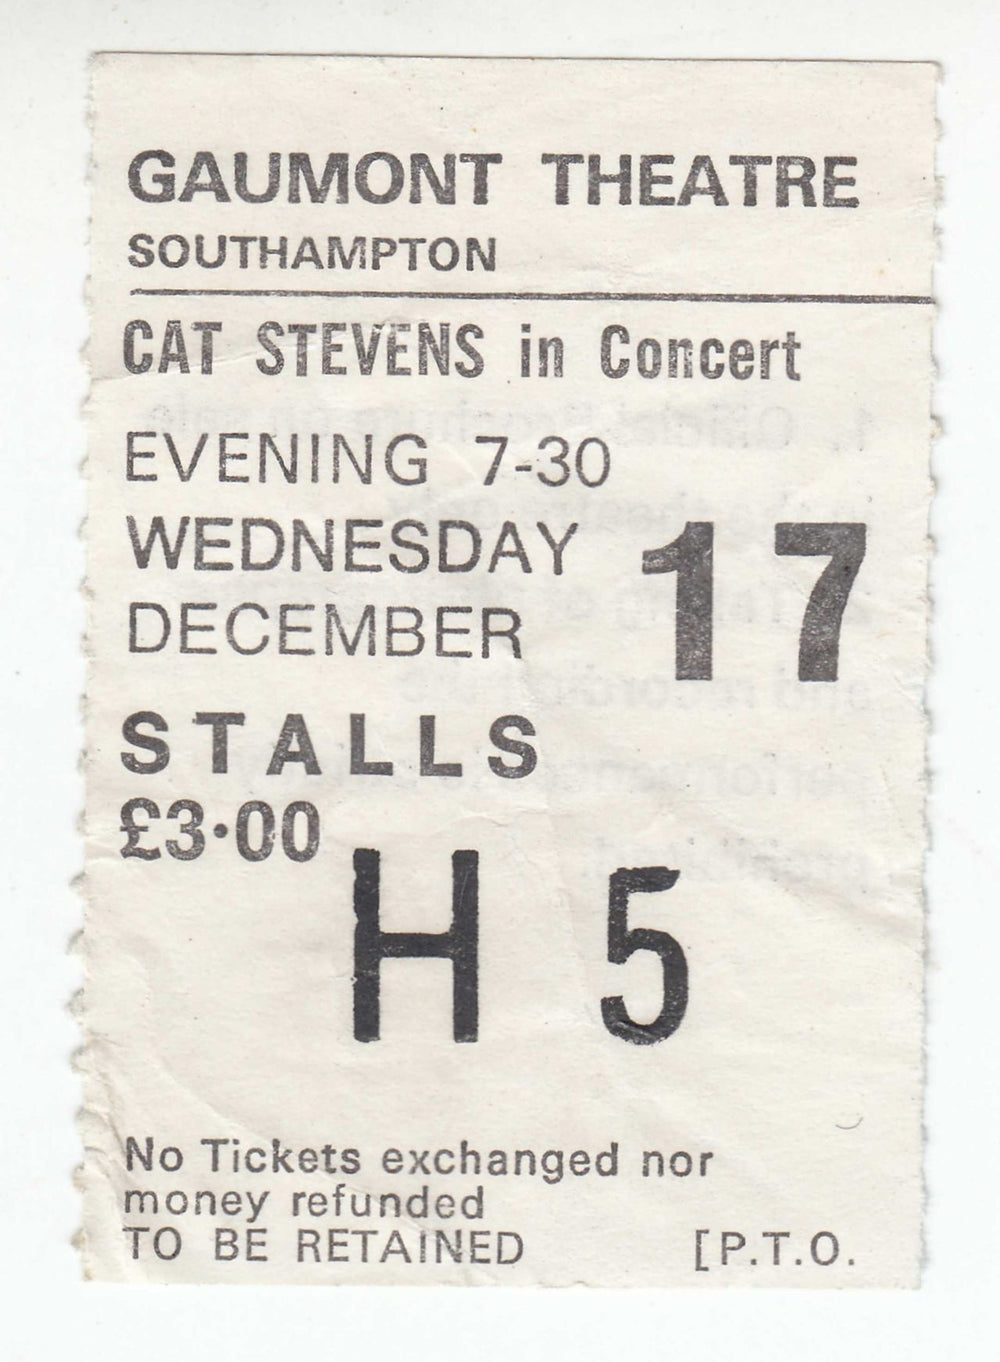 GAUMONT THEATRE
SOUTHAMPTON
CAT STEVENS in Concert
EVENING 7-30
WEDNESDAY 17
DECEMBER
STALLS
£3·00
H 5
No Tickets exchanged nor
money refunded
TO BE RETAINED [P.T.O.